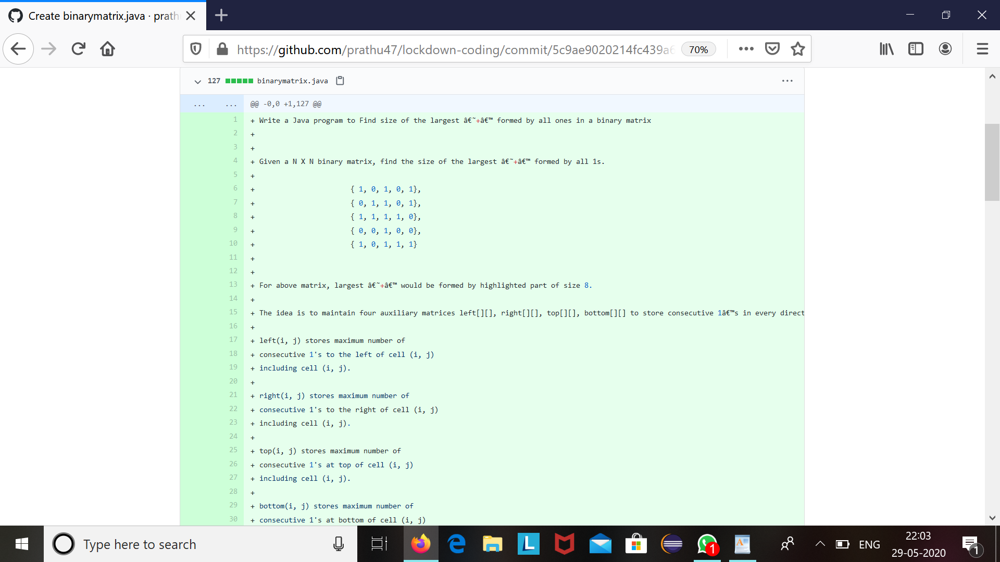 Create binarymatrix.java · prath
https://github.com/prathu47/lockdown-coding/commit/5c9ae9020214fc439a6
70%
127 binarymatrix.java
... ... @@ -0,0 +1,127 @@
1 + Write a Java program to Find size of the largest â€˜+â€™ formed by all ones in a binary matrix
2 +
3 +
4 + Given a N X N binary matrix, find the size of the largest â€˜+â€™ formed by all 1s.
5 +
6 + { 1, 0, 1, 0, 1},
7 + { 0, 1, 1, 0, 1},
8 + { 1, 1, 1, 1, 0},
9 + { 0, 0, 1, 0, 0},
10 + { 1, 0, 1, 1, 1}
11 +
12 +
13 + For above matrix, largest â€˜+â€™ would be formed by highlighted part of size 8.
14 +
15 + The idea is to maintain four auxiliary matrices left[][], right[][], top[][], bottom[][] to store consecutive 1â€™s in every direct
16 +
17 + left(i, j) stores maximum number of
18 + consecutive 1's to the left of cell (i, j)
19 + including cell (i, j).
20 +
21 + right(i, j) stores maximum number of
22 + consecutive 1's to the right of cell (i, j)
23 + including cell (i, j).
24 +
25 + top(i, j) stores maximum number of
26 + consecutive 1's at top of cell (i, j)
27 + including cell (i, j).
28 +
29 + bottom(i, j) stores maximum number of
30 + consecutive 1's at bottom of cell (i, j)
Type here to search
L
1
ENG
22:03
29-05-2020
1